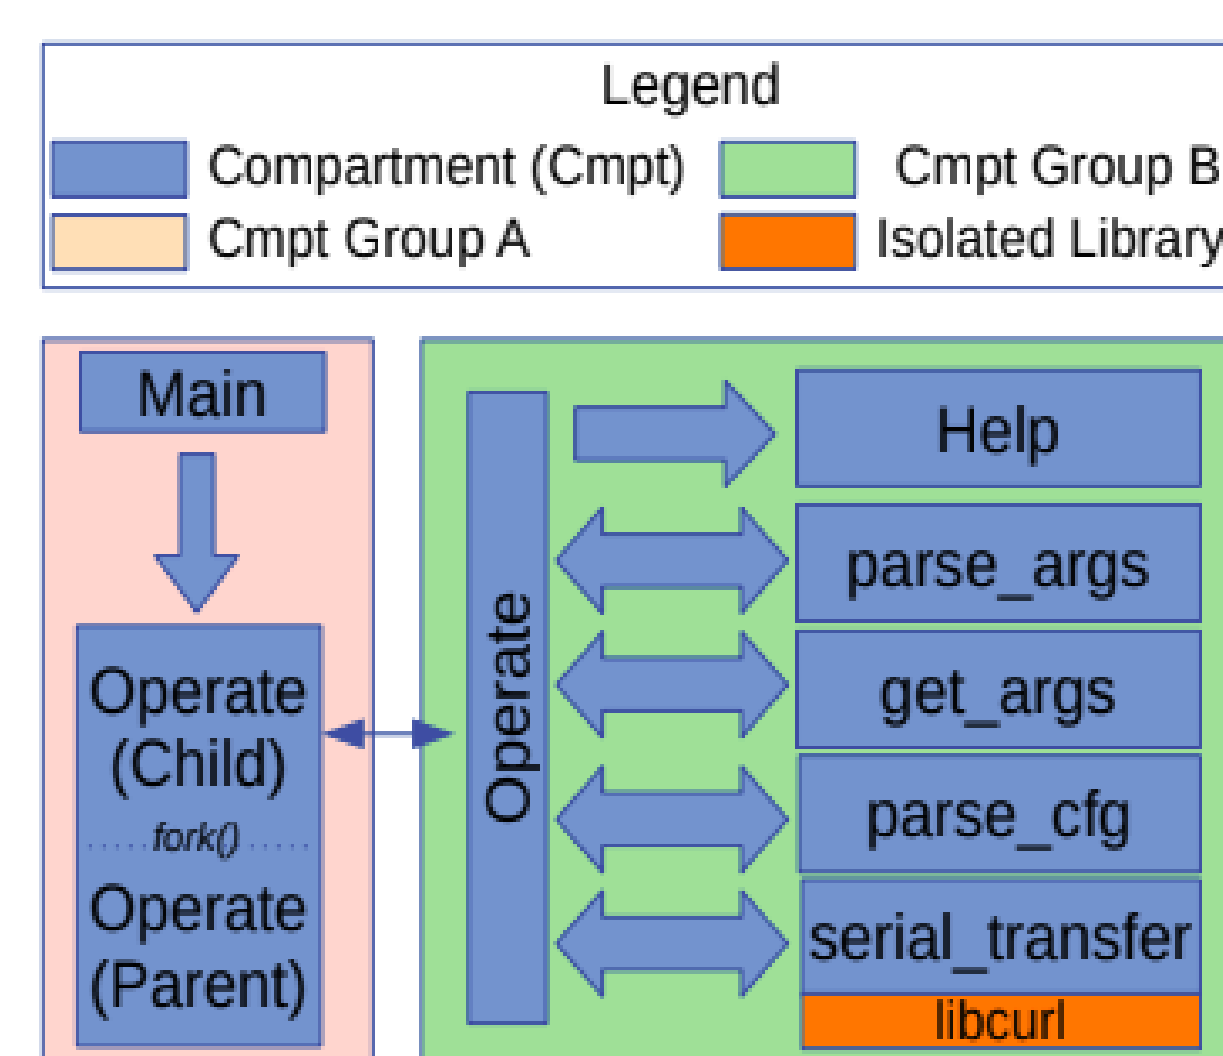 Legend
Compartment (Cmpt)
Cmpt Group B
Cmpt Group A
Isolated Library
Main
Operate
(Child)
fork()
Operate
(Parent)
Operate
Help
parse_args
get_args
parse_cfg
serial_transfer
libcurl